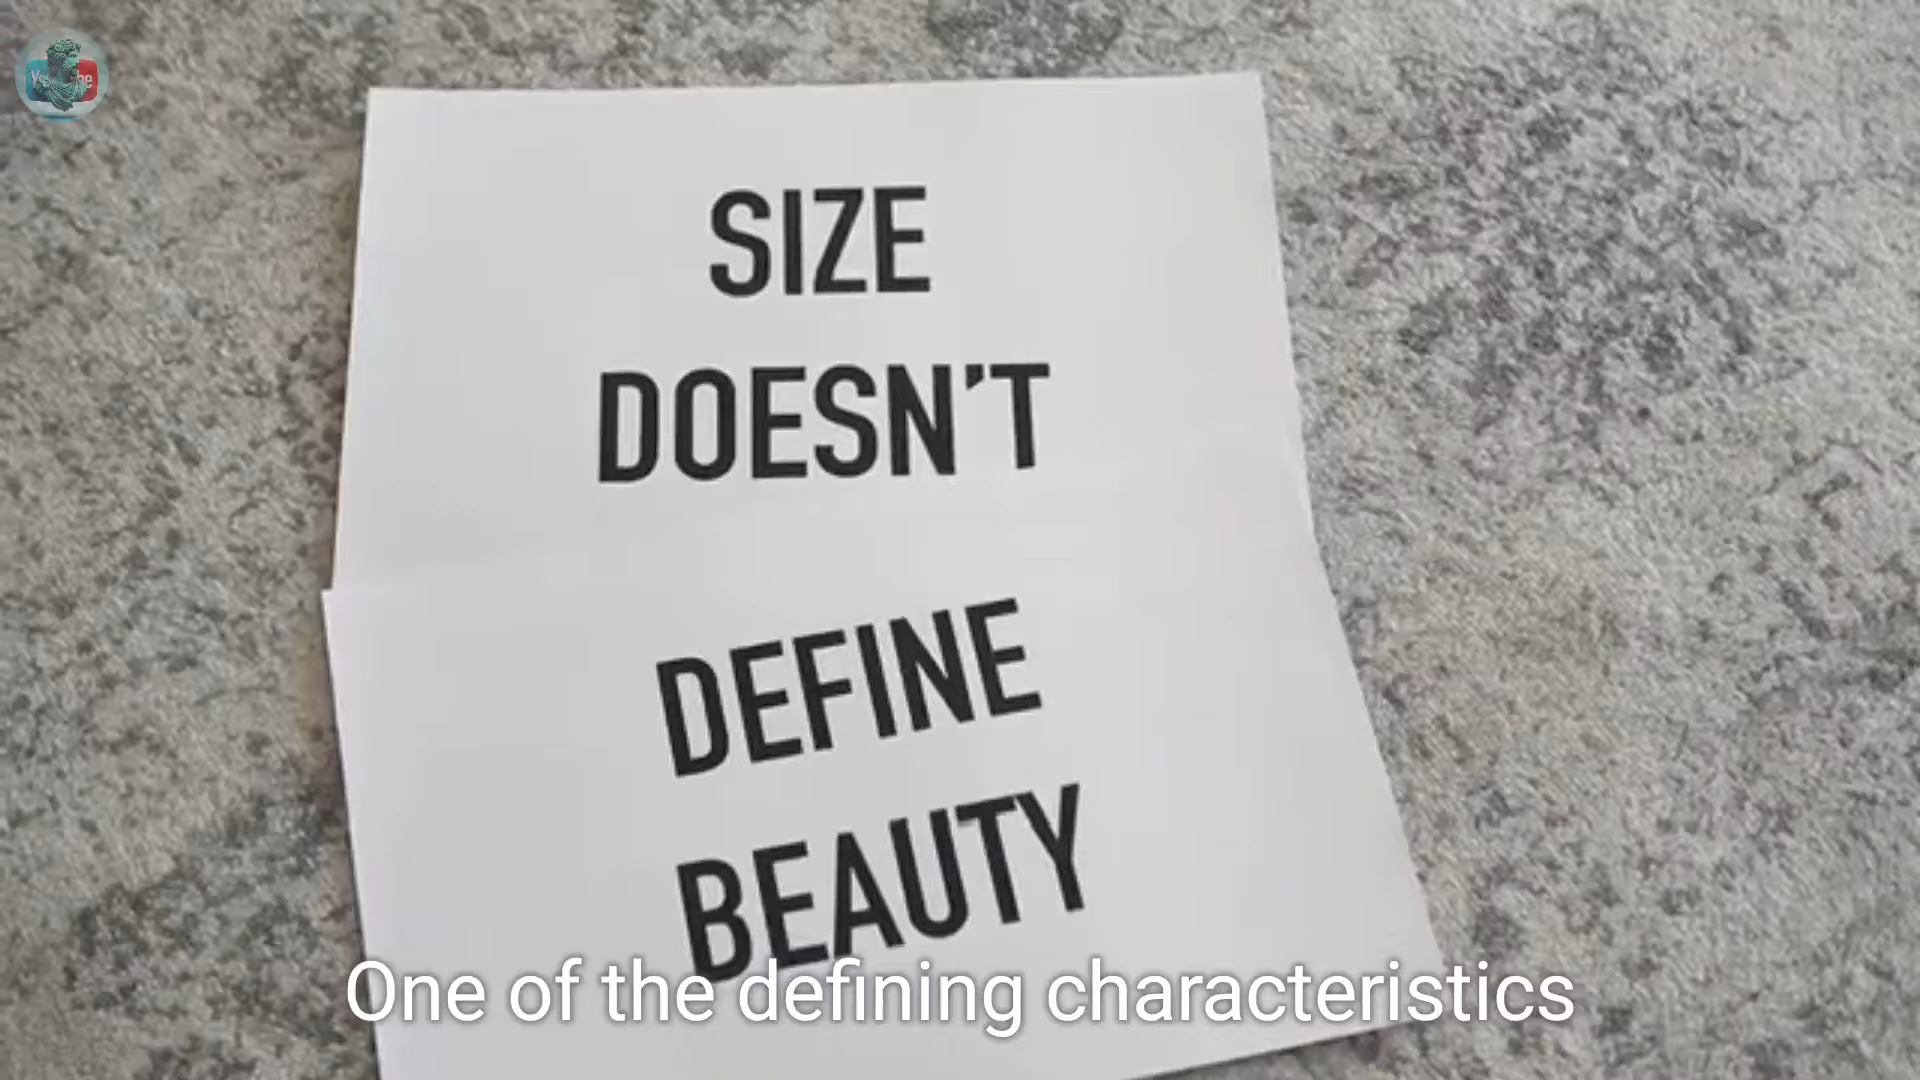 SIZE
DOESN'T
DEFINE
BEAUTY
One of the defining characteristics